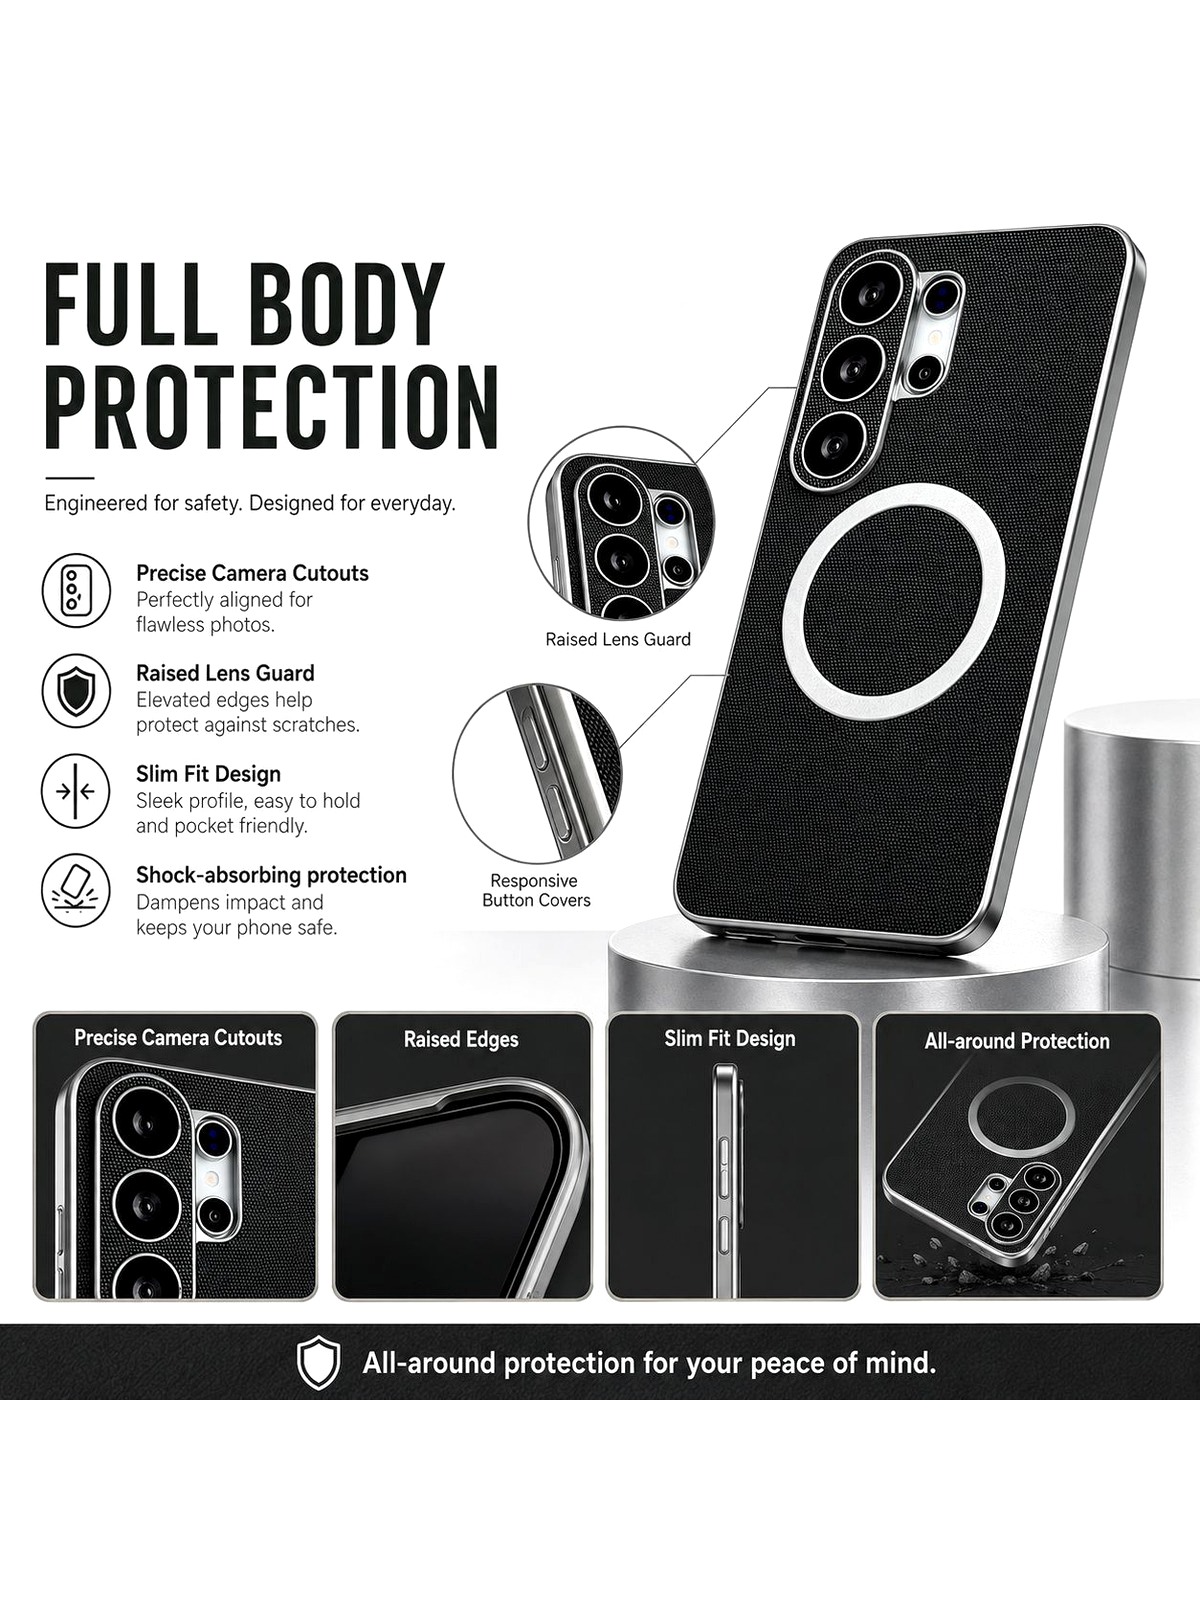 FULL BODY
PROTECTION
Engineered for safety. Designed for everyday.
Precise Camera Cutouts
Perfectly aligned for
flawless photos.
Raised Lens Guard
Elevated edges help
protect against scratches.
Slim Fit Design
Sleek profile, easy to hold
and pocket friendly.
Shock-absorbing protection
Dampens impact and
keeps your phone safe.
Raised Lens Guard
Responsive
Button Covers
Precise Camera Cutouts
Raised Edges
Slim Fit Design
All-around Protection
All-around protection for your peace of mind.